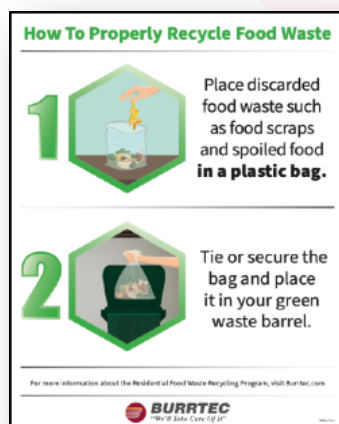 How To Properly Recycle Food Waste
1
Place discarded
food waste such
as food scraps
and spoiled food
in a plastic bag.
2
Tie or secure the
bag and place
it in your green
waste barrel.
For more information about the Residential Food Waste Recycling Program, visit Burrtec.com
BURRTEC
"We'll Take Care Of It"